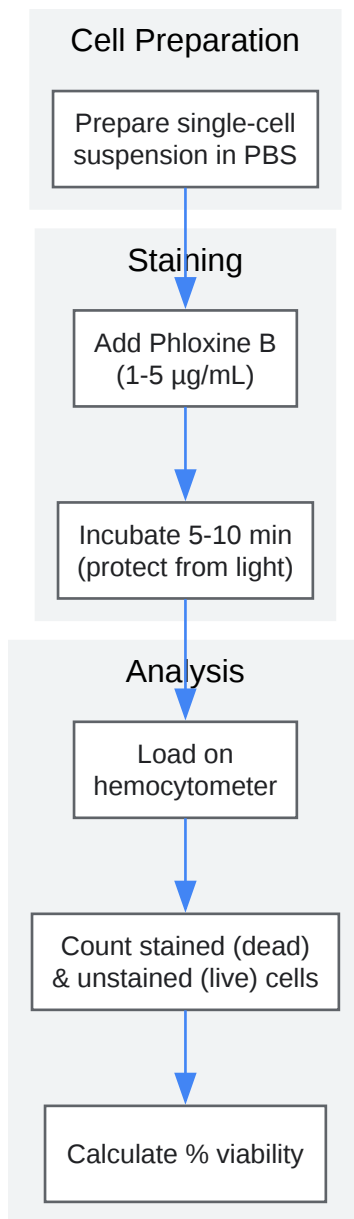 Cell Preparation
Prepare single-cell
suspension in PBS
Staining
Add Phloxine B
(1-5 µg/mL)
Incubate 5-10 min
(protect from light)
Analysis
Load on
hemocytometer
Count stained (dead)
& unstained (live) cells
Calculate % viability